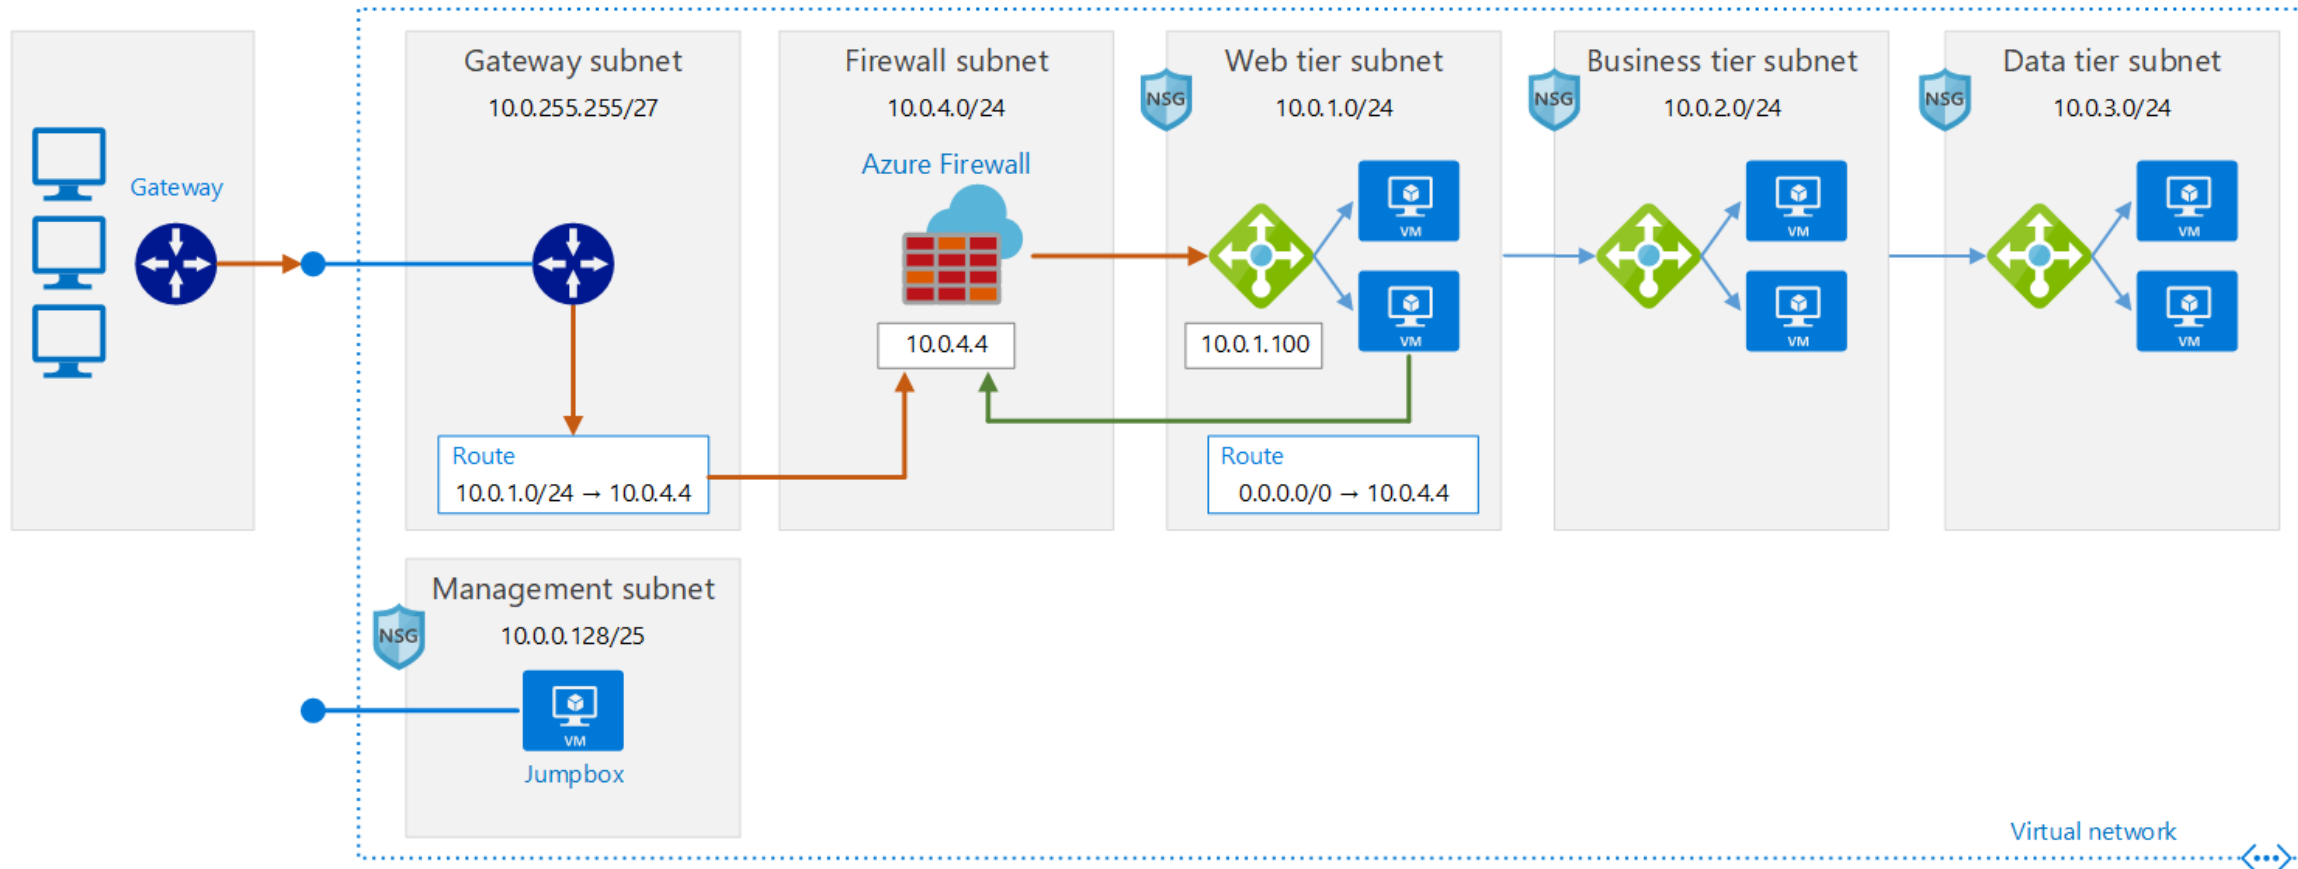 Gateway
Gateway subnet
10.0.255.255/27
Route
10.0.1.0/24 → 10.0.4.4
Firewall subnet
10.0.4.0/24
Azure Firewall
10.0.4.4
NSG
Web tier subnet
10.0.1.0/24
VM
VM
10.0.1.100
Route
0.0.0.0/0 → 10.0.4.4
NSG
Business tier subnet
10.0.2.0/24
VM
VM
NSG
Data tier subnet
10.0.3.0/24
VM
VM
NSG
Management subnet
10.0.0.128/25
VM
Jumpbox
Virtual network